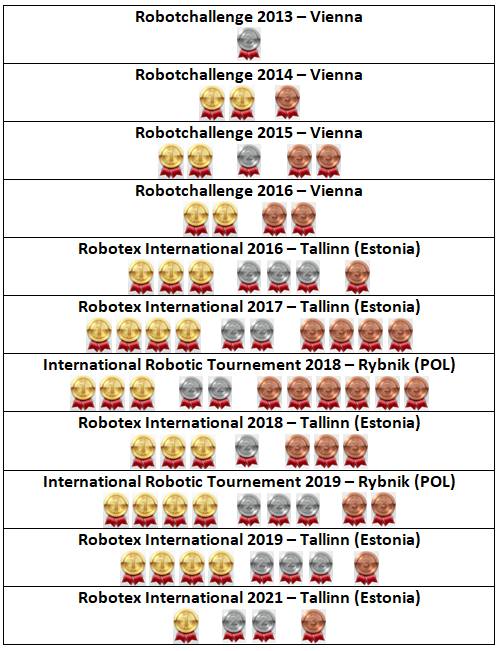 Robotchallenge 2013 – Vienna
Robotchallenge 2014 – Vienna
Robotchallenge 2015 – Vienna
Robotchallenge 2016 – Vienna
Robotex International 2016 – Tallinn (Estonia)
Robotex International 2017 – Tallinn (Estonia)
International Robotic Tournement 2018 – Rybnik (POL)
Robotex International 2018 – Tallinn (Estonia)
International Robotic Tournement 2019 – Rybnik (POL)
Robotex International 2019 – Tallinn (Estonia)
Robotex International 2021 – Tallinn (Estonia)